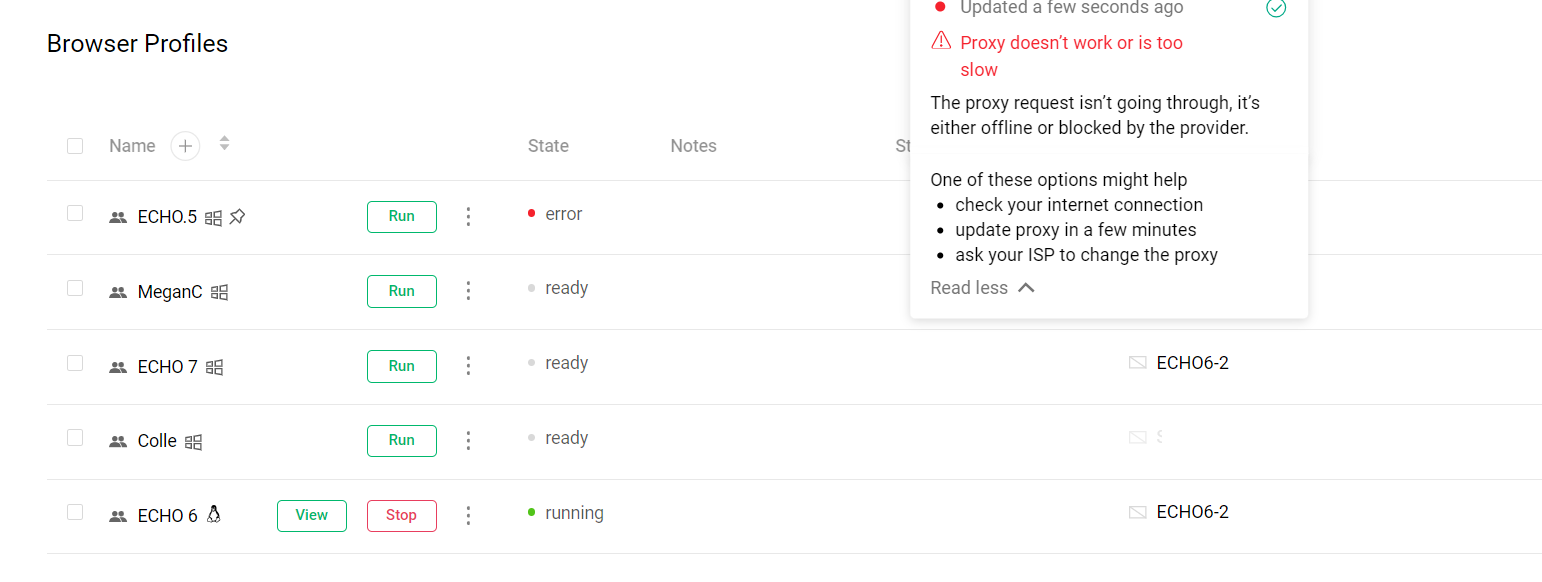 Updated a few seconds ago
Browser Profiles
Proxy doesn’t work or is too
slow
The proxy request isn’t going through, it’s
either offline or blocked by the provider.
Name State Notes St
One of these options might help
• check your internet connection
• update proxy in a few minutes
• ask your ISP to change the proxy
Read less
ECHO.5 Run error
MeganC Run ready
ECHO 7 Run ready ECHO6-2
Colle Run ready
ECHO 6 View Stop running ECHO6-2